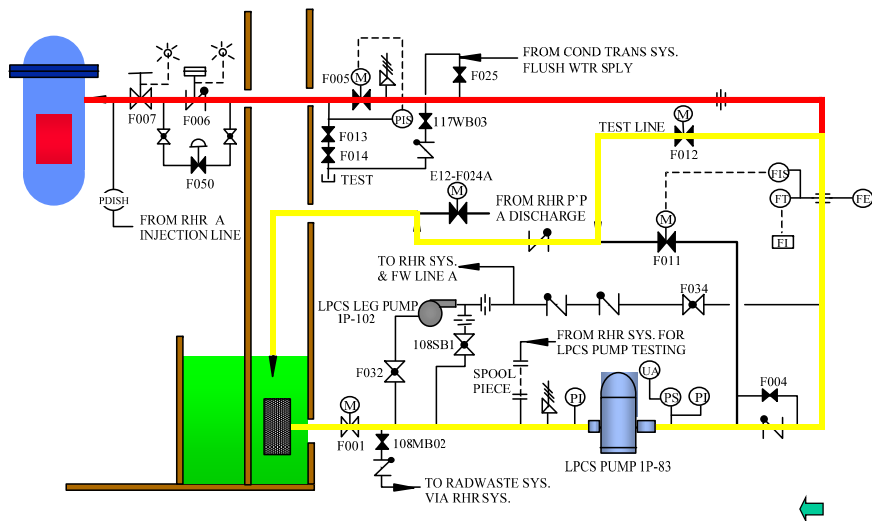 FROM COND TRANS SYS.
FLUSH WTR SPLY
F005
M
F025
F007
F006
PIS
117WB03
TEST LINE
M
F012
F013
F014
F050
TEST
E12-F024A
M
FIS
FT
FE
FI
PDISH
FROM RHR A
INJECTION LINE
FROM RHR P'P
A DISCHARGE
M
F011
TO RHR SYS.
& FW LINE A
F034
LPCS LEG PUMP
1P-102
108SB1
FROM RHR SYS. FOR
LPCS PUMP TESTING
F032
SPOOL
PIECE
UA
F004
M
PI
PS
PI
F001
108MB02
LPCS PUMP 1P-83
TO RADWASTE SYS.
VIA RHR SYS.